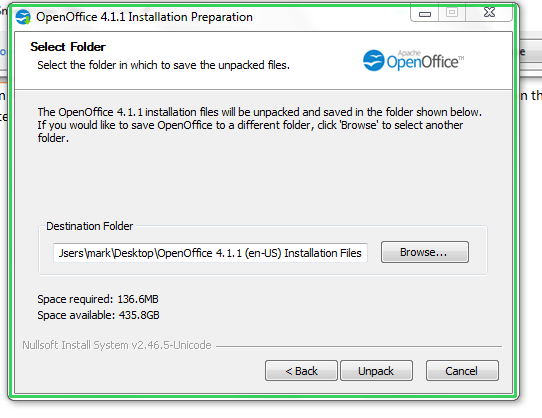 OpenOffice 4.1.1 Installation Preparation
Select Folder
Select the folder in which to save the unpacked files.
Apache
OpenOffice™
The OpenOffice 4.1.1 installation files will be unpacked and saved in the folder shown below.
If you would like to save OpenOffice to a different folder, click 'Browse' to select another
folder.
Destination Folder
Jsers\mark\Desktop\OpenOffice 4.1.1 (en-US) Installation Files
Browse...
Space required: 136.6MB
Space available: 435.8GB
Nullsoft Install System v2.46.5-Unicode
< Back
Unpack
Cancel